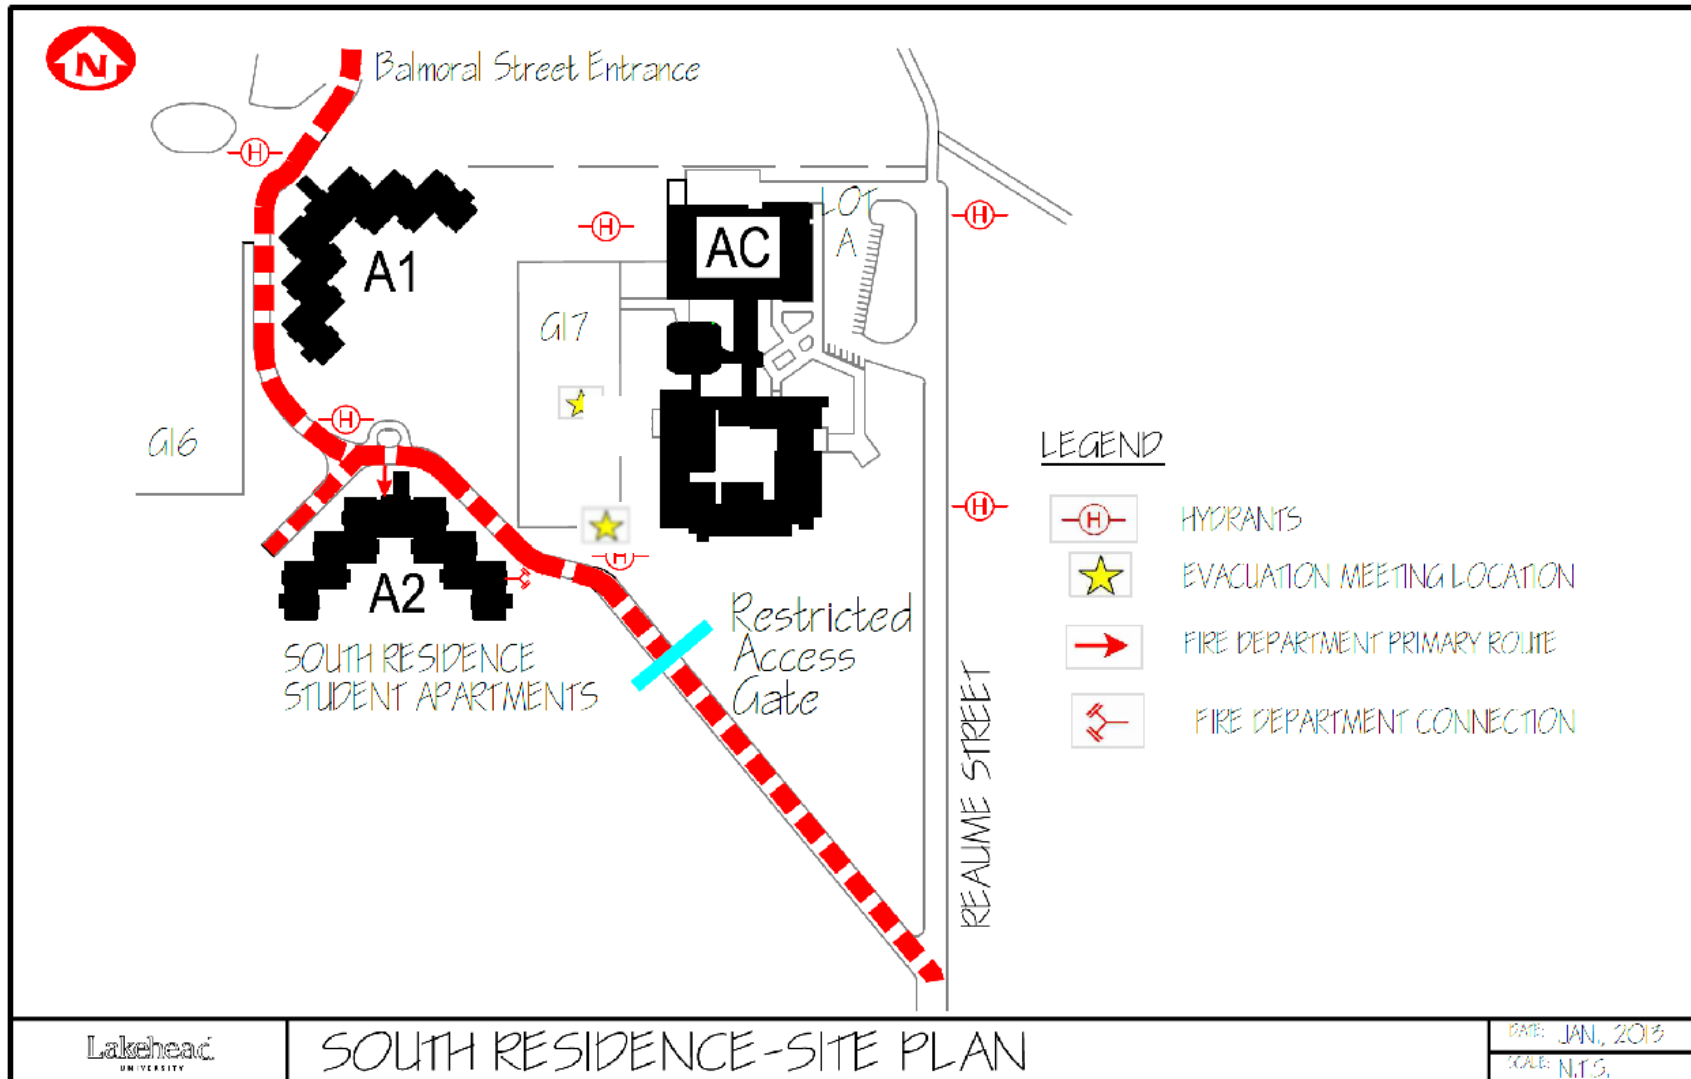 N
Balmoral Street Entrance
H
LOT
A
H
H
AC
A1
G17
H
G16
LEGEND
H
H HYDRANTS
EVACUATION MEETING LOCATION
H
A2
Restricted
Access
Gate
FIRE DEPARTMENT PRIMARY ROUTE
SOUTH RESIDENCE
STUDENT APARTMENTS
REAUME STREET
FIRE DEPARTMENT CONNECTION
Lakehead
UNIVERSITY
SOUTH RESIDENCE-SITE PLAN
DATE: JAN., 2013
SCALE: N.T.S.